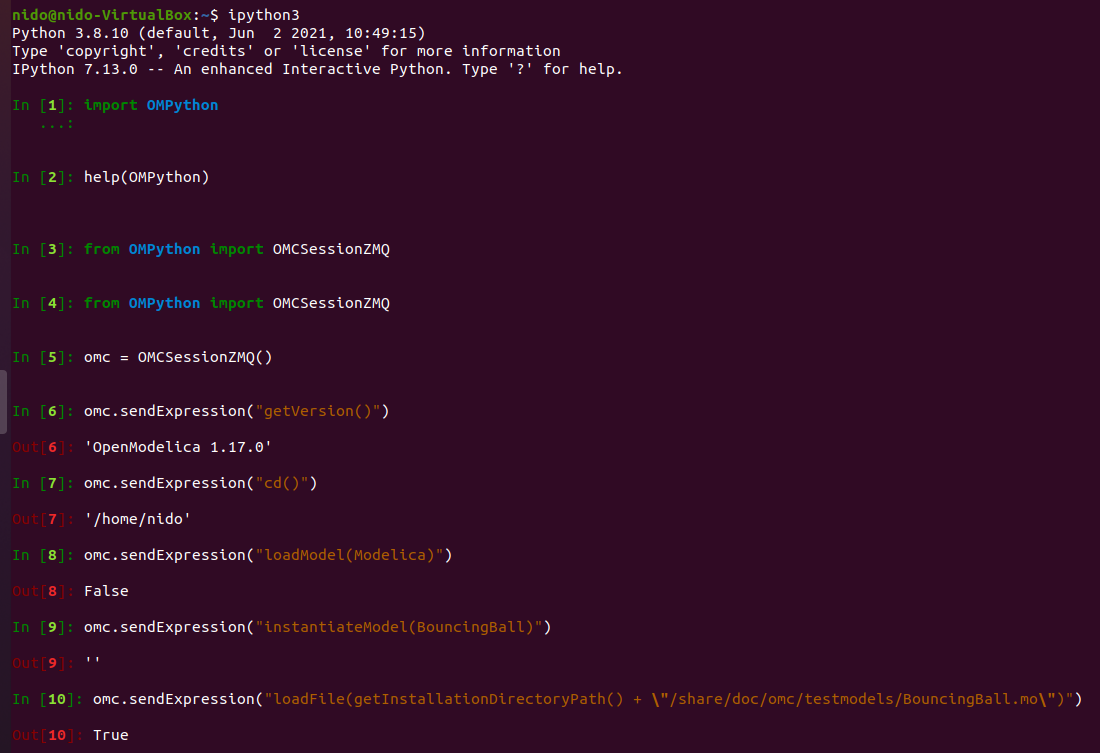 nido@nido-VirtualBox:~$ ipython3
Python 3.8.10 (default, Jun  2 2021, 10:49:15)
Type 'copyright', 'credits' or 'license' for more information
IPython 7.13.0 -- An enhanced Interactive Python. Type '?' for help.
In [1]: import OMPython
...:
In [2]: help(OMPython)
In [3]: from OMPython import OMCSessionZMQ
In [4]: from OMPython import OMCSessionZMQ
In [5]: omc = OMCSessionZMQ()
In [6]: omc.sendExpression("getVersion()")
Out[6]: 'OpenModelica 1.17.0'
In [7]: omc.sendExpression("cd()")
Out[7]: '/home/nido'
In [8]: omc.sendExpression("loadModel(Modelica)")
Out[8]: False
In [9]: omc.sendExpression("instantiateModel(BouncingBall)")
Out[9]: ''
In [10]: omc.sendExpression("loadFile(getInstallationDirectoryPath() + \"/share/doc/omc/testmodels/BouncingBall.mo\")")
Out[10]: True